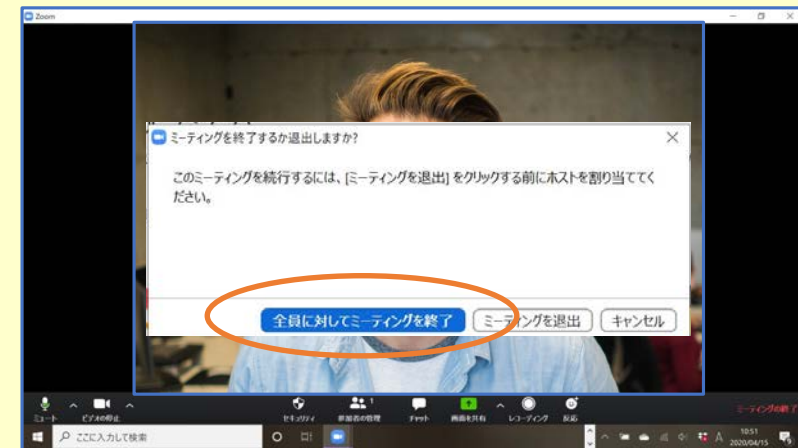 Zoom
ミーティングを終了するか退出しますか?
このミーティングを続行するには、[ミーティングを退出] をクリックする前にホストを割り当ててく
ださい。
全員に対してミーティングを終了
ミーティングを退出
キャンセル
ミュート
ビデオの停止
セキュリティ
参加者の管理
1
チャット
画面を共有
レコーディング
反応
ミーティングの終了
ここに入力して検索
A
10:51
2020/04/15